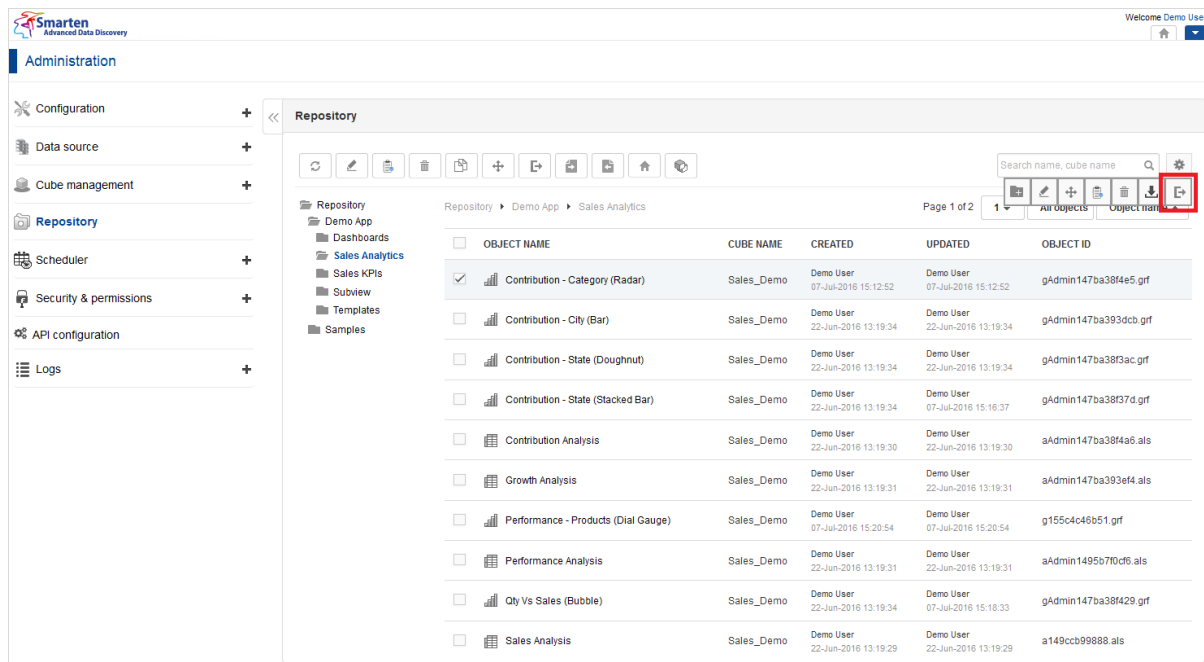 Smarten
Advanced Data Discovery
Welcome Demo Use
Administration
Configuration
Data source
Cube management
Repository
Scheduler
Security & permissions
API configuration
Logs
Repository
Search name, cube name
Repository
Demo App
Dashboards
Sales Analytics
Sales KPIs
Subview
Templates
Samples
Repository Demo App Sales Analytics
Page 1 of 2 1 All objects Object name
OBJECT NAME CUBE NAME CREATED UPDATED OBJECT ID
Contribution - Category (Radar) Sales_Demo Demo User 07-Jul-2016 15:12:52 Demo User 07-Jul-2016 15:12:52 gAdmin147ba38f4e5.grf
Contribution - City (Bar) Sales_Demo Demo User 22-Jun-2016 13:19:34 Demo User 22-Jun-2016 13:19:34 gAdmin147ba393dcb.grf
Contribution - State (Doughnut) Sales_Demo Demo User 22-Jun-2016 13:19:34 Demo User 22-Jun-2016 13:19:34 gAdmin147ba38f3ac.grf
Contribution - State (Stacked Bar) Sales_Demo Demo User 22-Jun-2016 13:19:34 Demo User 07-Jul-2016 15:16:37 gAdmin147ba38f37d.grf
Contribution Analysis Sales_Demo Demo User 22-Jun-2016 13:19:30 Demo User 22-Jun-2016 13:19:30 aAdmin147ba38f4a6.als
Growth Analysis Sales_Demo Demo User 22-Jun-2016 13:19:31 Demo User 22-Jun-2016 13:19:31 aAdmin147ba393ef4.als
Performance - Products (Dial Gauge) Sales_Demo Demo User 07-Jul-2016 15:20:54 Demo User 07-Jul-2016 15:20:54 g155c4c46b51.grf
Performance Analysis Sales_Demo Demo User 22-Jun-2016 13:19:31 Demo User 22-Jun-2016 13:19:31 aAdmin1495b7f0cf6.als
Qty Vs Sales (Bubble) Sales_Demo Demo User 22-Jun-2016 13:19:34 Demo User 07-Jul-2016 15:18:33 gAdmin147ba38f429.grf
Sales Analysis Sales_Demo Demo User 22-Jun-2016 13:19:29 Demo User 22-Jun-2016 13:19:29 a149ccb99888.als